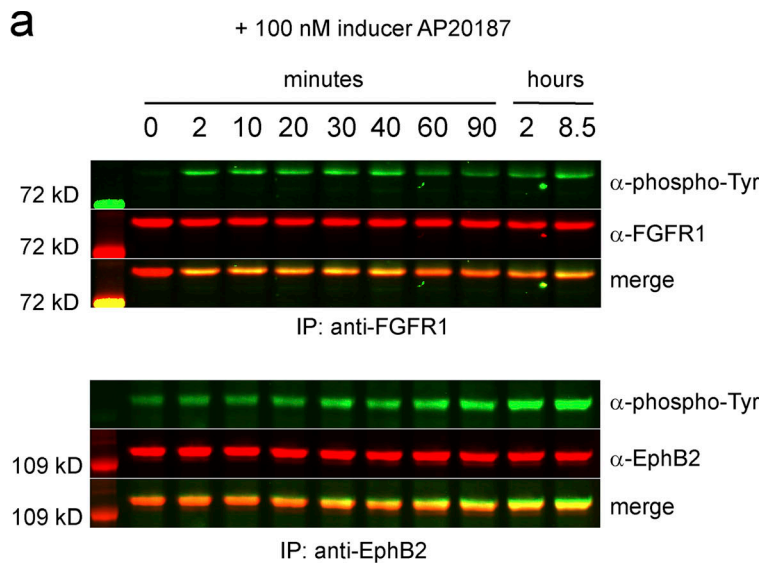 a
+ 100 nM inducer AP20187
minutes hours
0 2 10 20 30 40 60 90 2 8.5
72 kD α-phospho-Tyr
72 kD α-FGFR1
72 kD merge
IP: anti-FGFR1
α-phospho-Tyr
109 kD α-EphB2
109 kD merge
IP: anti-EphB2